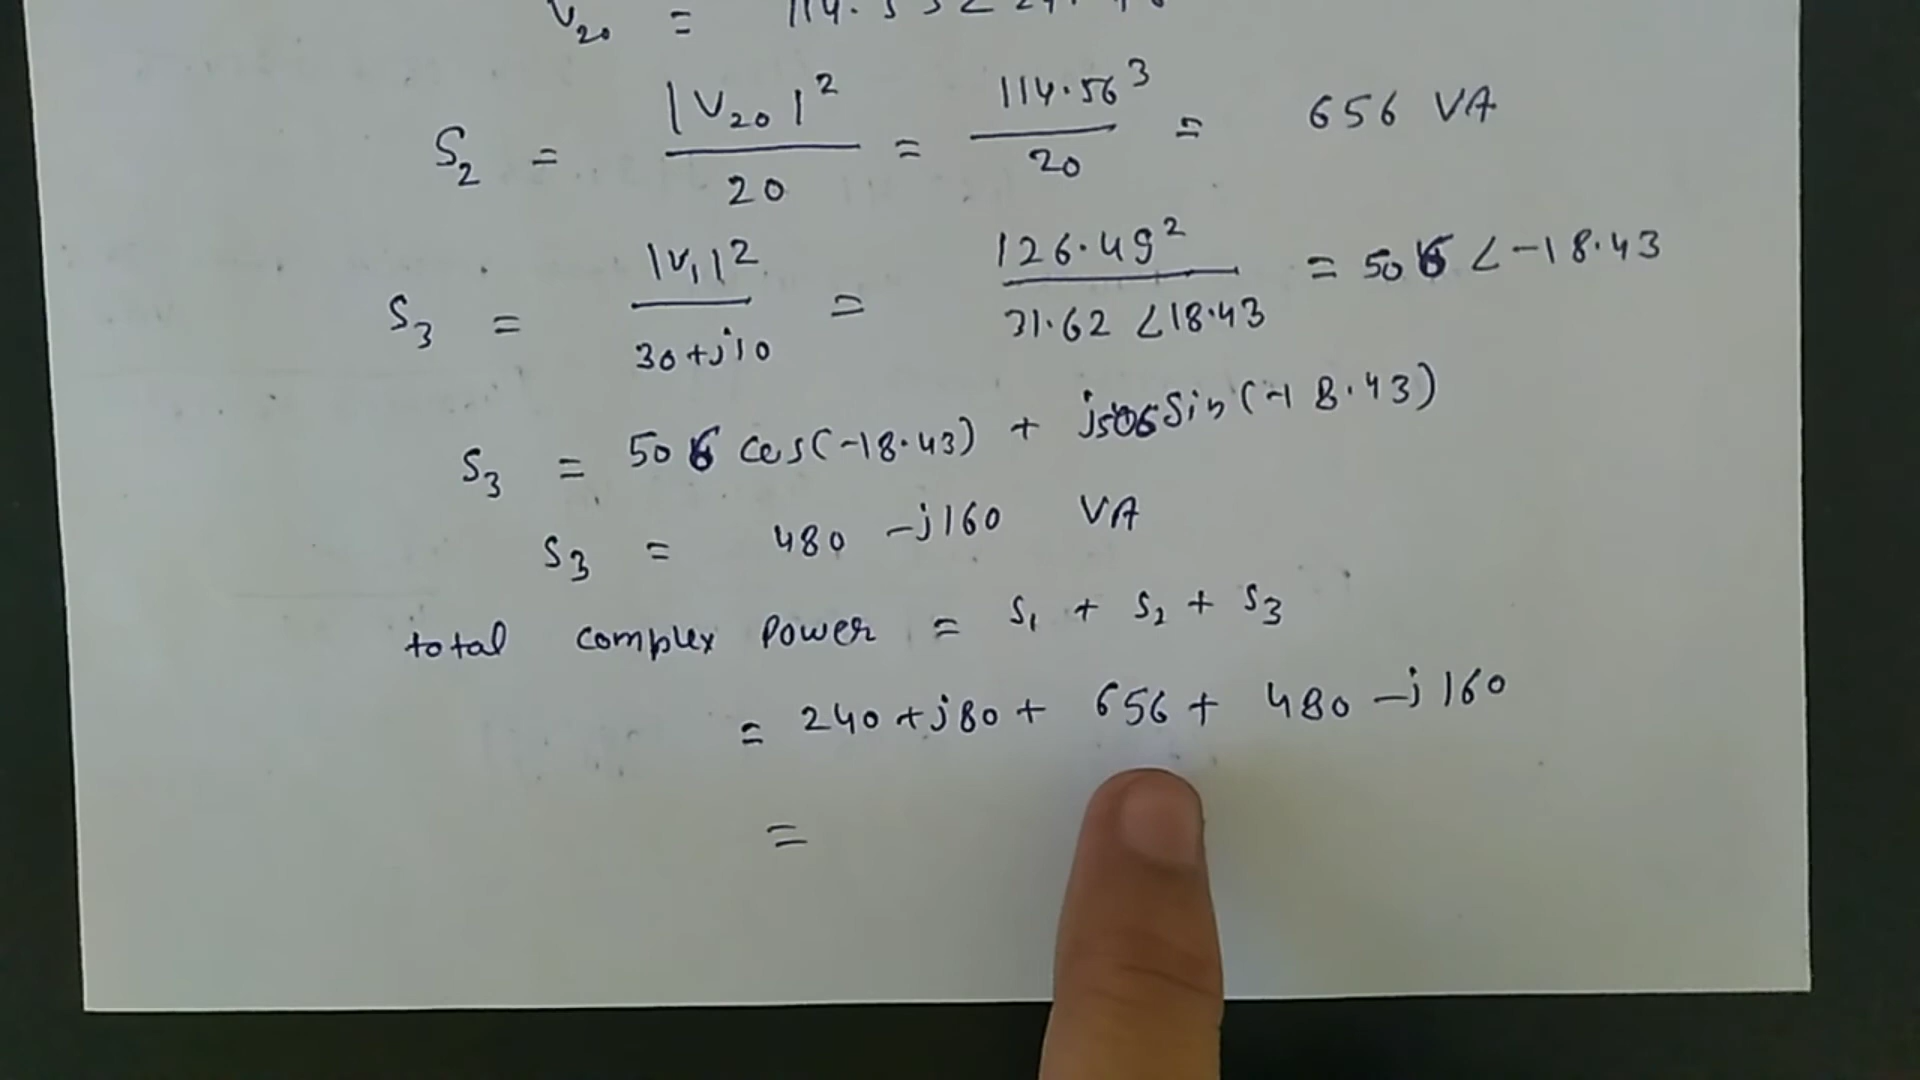 V₂₀ =
S₂ = |V₂₀|² / 20 = 114.56³ / 20 = 656 VA
S₃ = |V₁|² / 30+j10 = 126.49² / 31.62 ∠18.43 = 506 ∠-18.43
S₃ = 506 cos(-18.43) + j506 Sin(-18.43)
S₃ = 480 -j160 VA
total complex Power = S₁ + S₂ + S₃
= 240 +j80 + 656 + 480 -j160
=